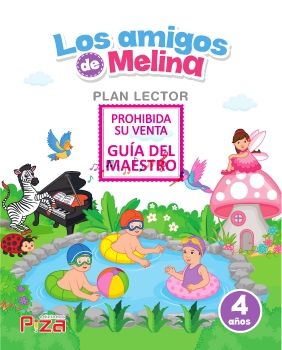 Los amigos
de Melina
PLAN LECTOR
PROHIBIDA
SU VENTA
GUÍA DEL
MAESTRO
4
años
Piza